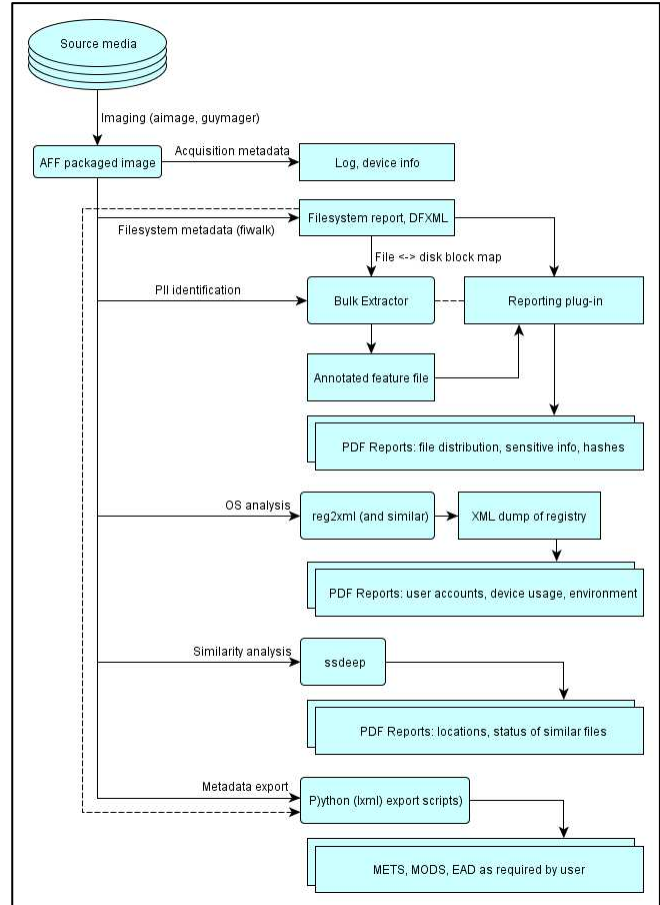 Source media
Imaging (aimage, guymager)
AFF packaged image
Acquisition metadata
Log, device info
Filesystem metadata (fiwalk)
Filesystem report, DFXML
File <-> disk block map
PII identification
Bulk Extractor
Reporting plug-in
Annotated feature file
PDF Reports: file distribution, sensitive info, hashes
OS analysis
reg2xml (and similar)
XML dump of registry
PDF Reports: user accounts, device usage, environment
Similarity analysis
ssdeep
PDF Reports: locations, status of similar files
Metadata export
P)ython (lxml) export scripts)
METS, MODS, EAD as required by user